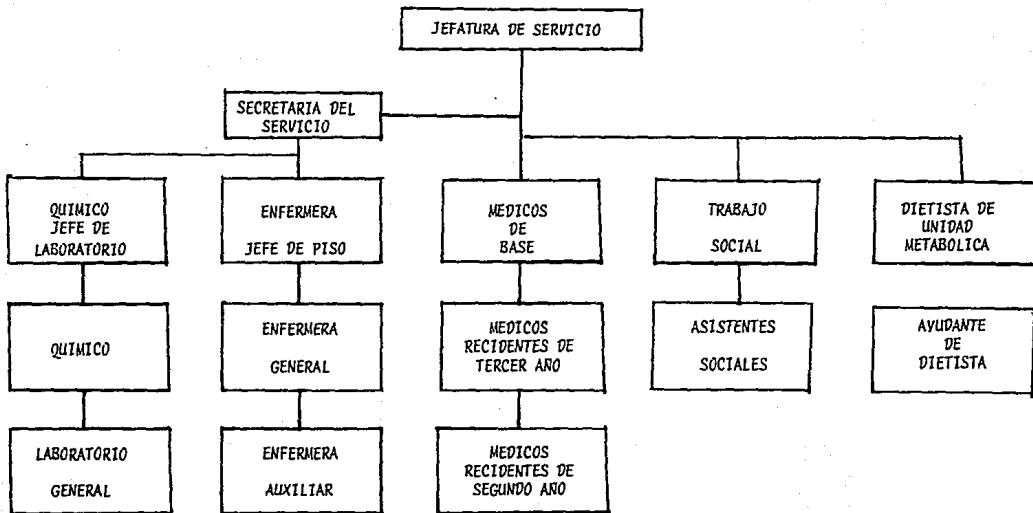 JEFATURA DE SERVICIO
SECRETARIA DEL
SERVICIO
QUIMICO
JEFE DE
LABORATORIO
ENFERMERA
JEFE DE PISO
MEDICOS
DE
BASE
TRABAJO
SOCIAL
DIETISTA DE
UNIDAD
METABOLICA
QUIMICO
ENFERMERA
GENERAL
MEDICOS
RECIDENTES DE
TERCER AÑO
ASISTENTES
SOCIALES
AYUDANTE
DE
DIETISTA
LABORATORIO
GENERAL
ENFERMERA
AUXILIAR
MEDICOS
RECIDENTES DE
SEGUNDO AÑO